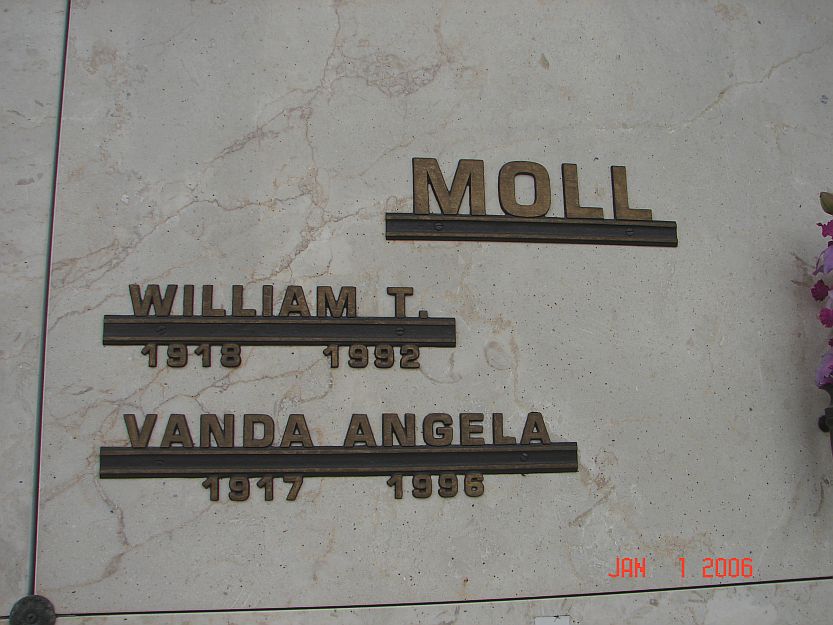 MOLL
WILLIAM T.
1918 1992
VANDA ANGELA
1917 1996
JAN 1 2006